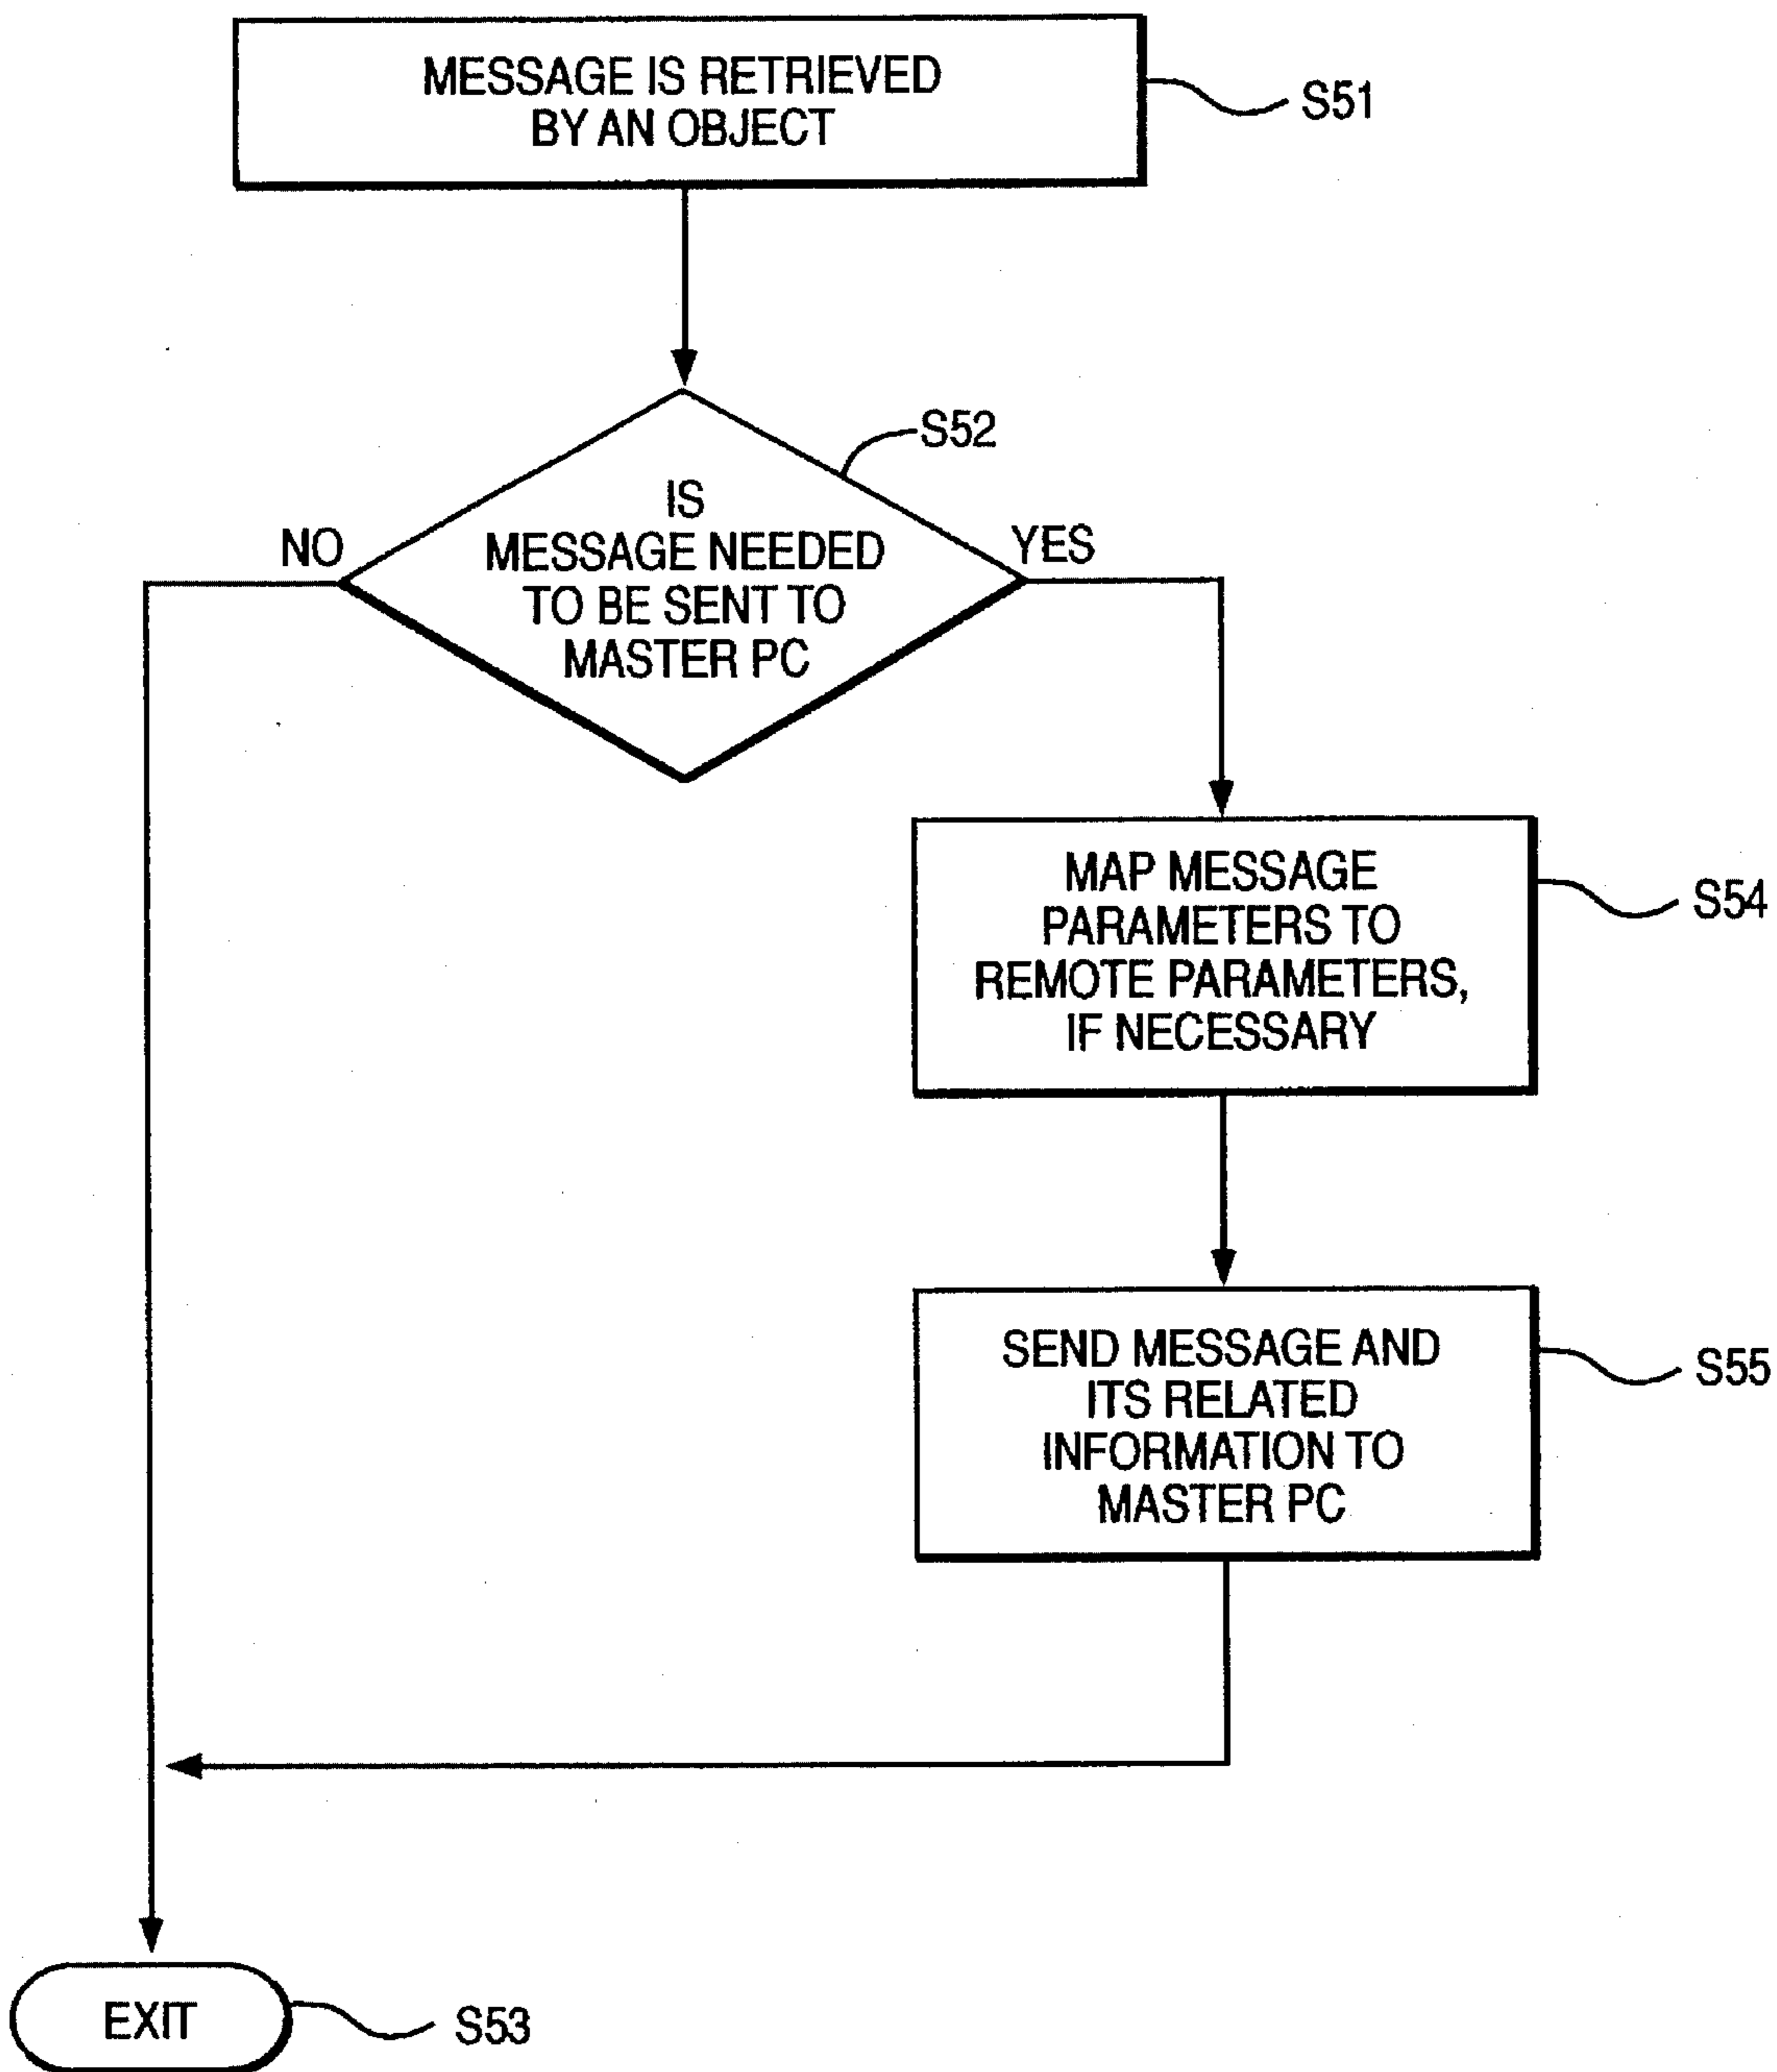 MESSAGE IS RETRIEVED
BY AN OBJECT
S51
S52
IS
MESSAGE NEEDED
TO BE SENT TO
MASTER PC
NO
YES
MAP MESSAGE
PARAMETERS TO
REMOTE PARAMETERS,
IF NECESSARY
S54
SEND MESSAGE AND
ITS RELATED
INFORMATION TO
MASTER PC
S55
EXIT
S53